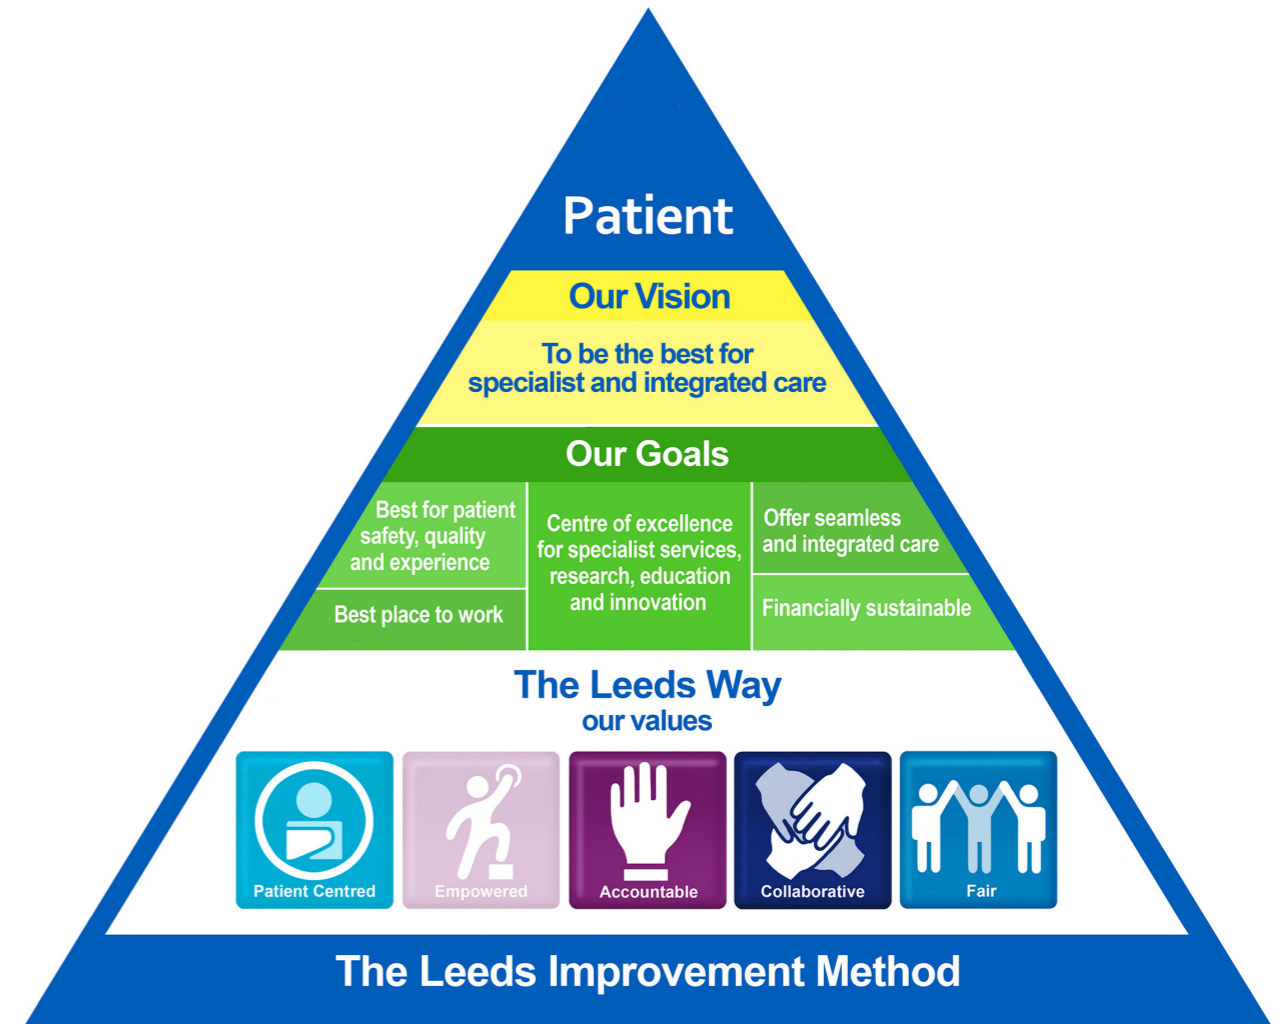 Patient
Our Vision
To be the best for
specialist and integrated care
Our Goals
Best for patient
safety, quality
and experience
Best place to work
Centre of excellence
for specialist services,
research, education
and innovation
Offer seamless
and integrated care
Financially sustainable
The Leeds Way
our values
Patient Centred
Empowered
Accountable
Collaborative
Fair
The Leeds Improvement Method